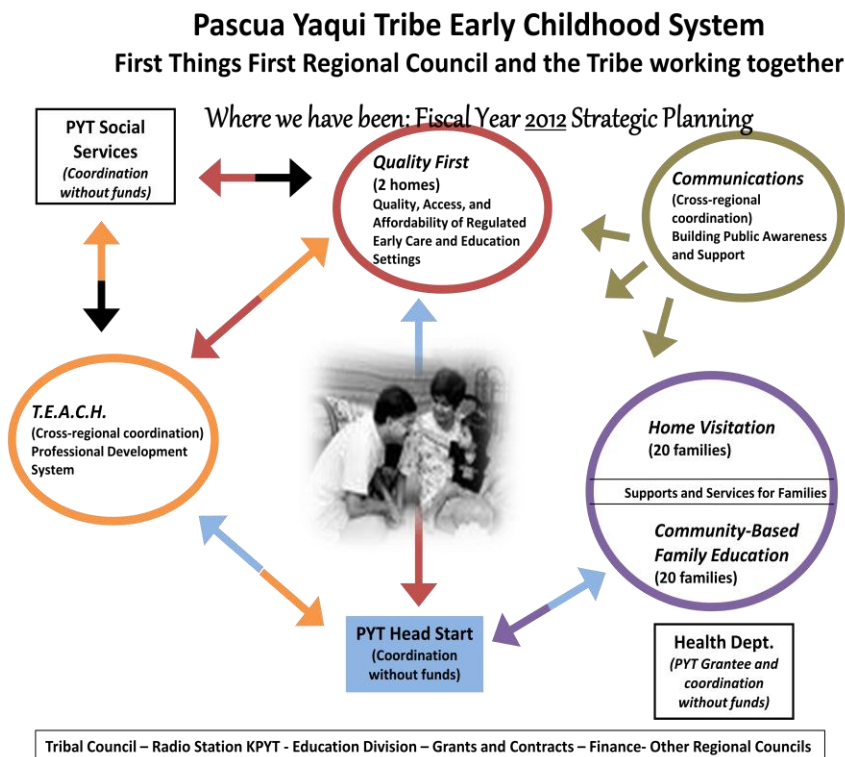 Pascua Yaqui Tribe Early Childhood System
First Things First Regional Council and the Tribe working together
Where we have been: Fiscal Year 2012 Strategic Planning
PYT Social
Services
(Coordination
without funds)
Quality First
(2 homes)
Quality, Access, and
Affordability of Regulated
Early Care and Education
Settings
Communications
(Cross-regional
coordination)
Building Public Awareness
and Support
T.E.A.C.H.
(Cross-regional coordination)
Professional Development
System
Home Visitation
(20 families)
Supports and Services for Families
Community-Based
Family Education
(20 families)
PYT Head Start
(Coordination
without funds)
Health Dept.
(PYT Grantee and
coordination
without funds)
Tribal Council – Radio Station KPYT - Education Division – Grants and Contracts – Finance- Other Regional Councils